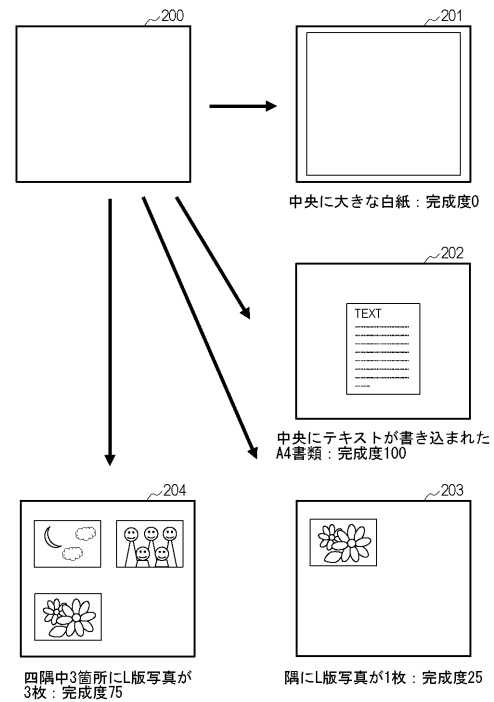 200
201
中央に大きな白紙：完成度0
202
TEXT
中央にテキストが書き込まれた
A4書類：完成度100
204
203
四隅中3箇所にL版写真が
3枚：完成度75
隅にL版写真が1枚：完成度25